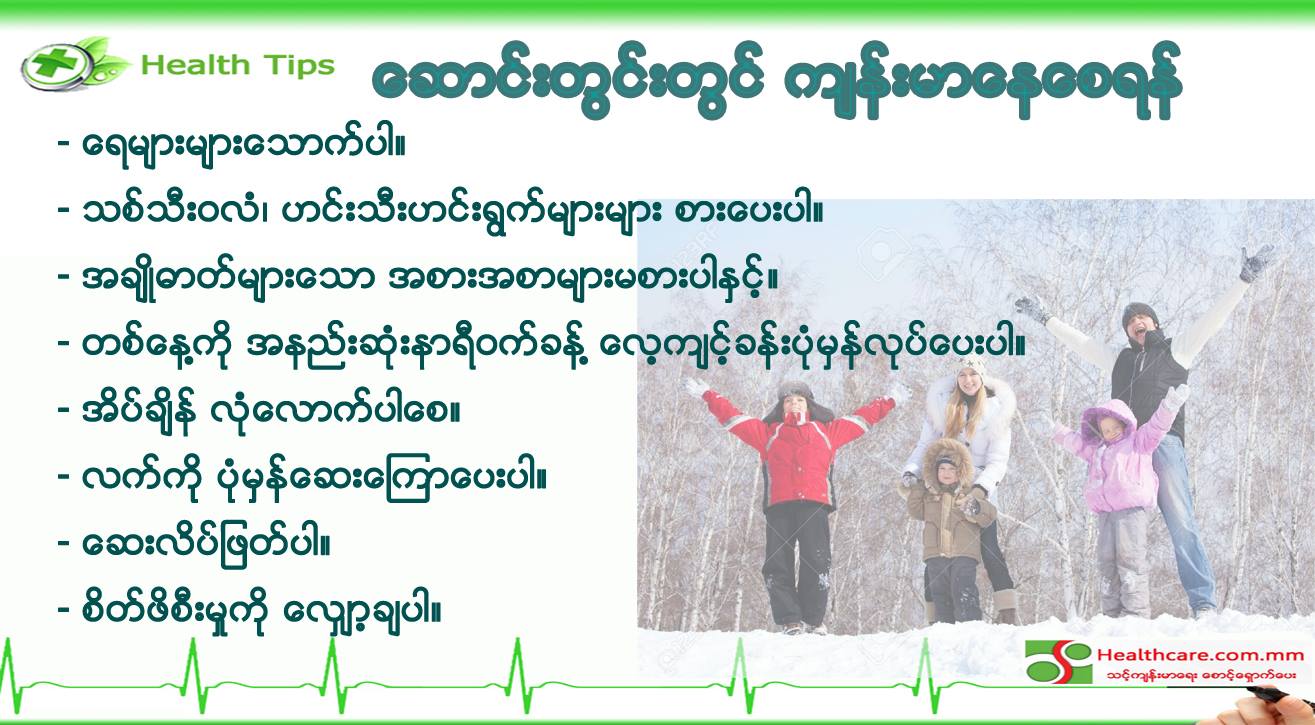 Health Tips
ဆောင်းတွင်းတွင် ကျန်းမာနေစေရန်
- ရေများများသောက်ပါ။
- သစ်သီးဝလံ၊ ဟင်းသီးဟင်းရွက်များများ စားပေးပါ။
- အချိုဓာတ်များသော အစားအစာများမစားပါနှင့်။
- တစ်နေ့ကို အနည်းဆုံးနာရီဝက်ခန့် လေ့ကျင့်ခန်းပုံမှန်လုပ်ပေးပါ။
- အိပ်ချိန် လုံလောက်ပါစေ။
- လက်ကို ပုံမှန်ဆေးကြောပေးပါ။
- ဆေးလိပ်ဖြတ်ပါ။
- စိတ်ဖိစီးမှုကို လျှော့ချပါ။
Healthcare.com.mm
သင့်ကျန်းမာရေး စောင့်ရှောက်ပေး